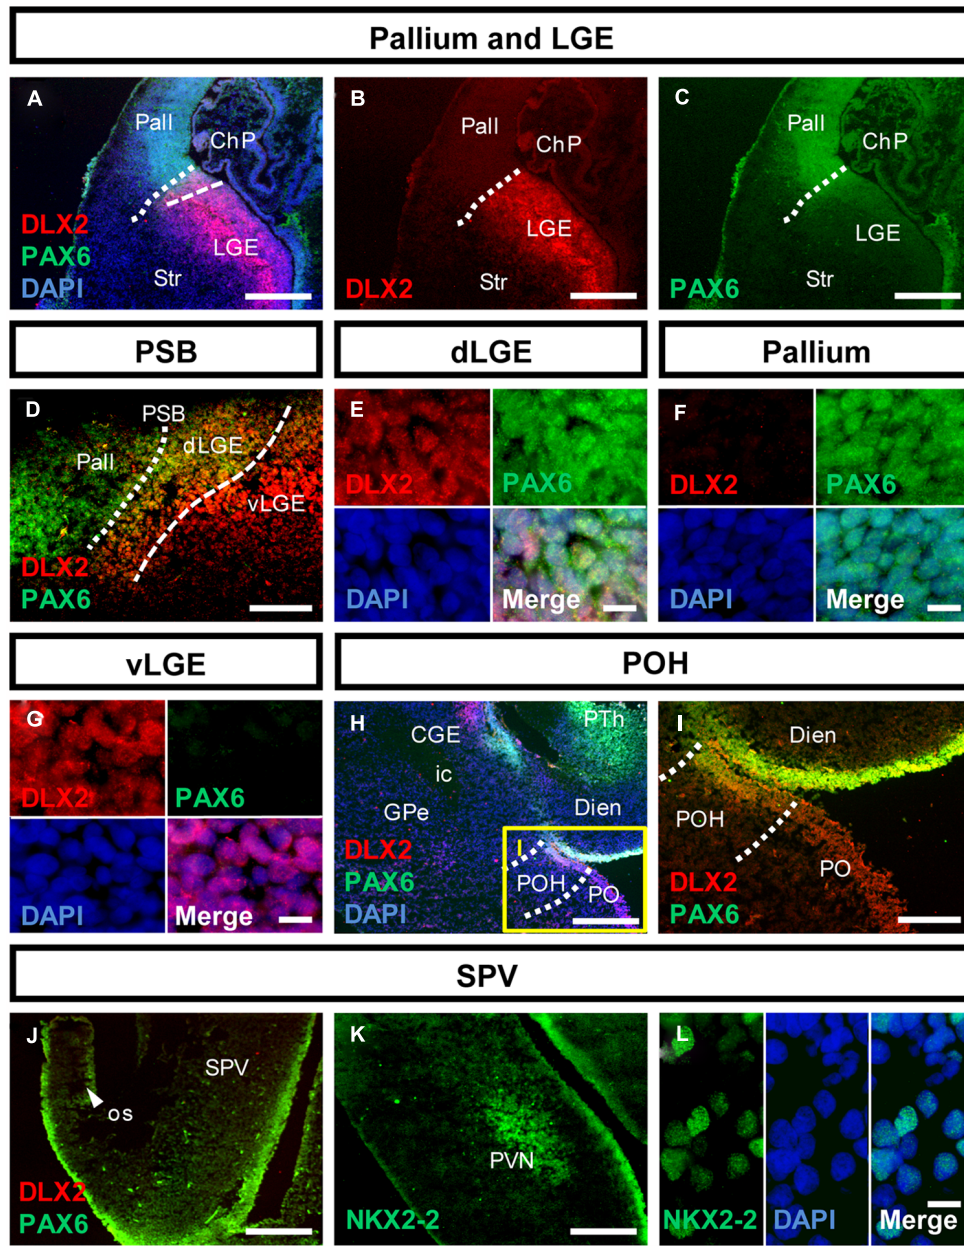 Pallium and LGE
A
Pall
ChP
DLX2
PAX6
DAPI
LGE
Str
B
Pall
ChP
LGE
Str
DLX2
C
Pall
ChP
LGE
Str
PAX6
PSB
dLGE
Pallium
D
PSB
dLGE
Pall
vLGE
DLX2
PAX6
E
DLX2
PAX6
DAPI
Merge
F
DLX2
PAX6
DAPI
Merge
vLGE
POH
G
DLX2
PAX6
DAPI
Merge
H
CGE
PTh
ic
GPe
Dien
DLX2
PAX6
DAPI
I
POH
PO
I
Dien
POH
PO
DLX2
PAX6
SPV
J
SPV
os
DLX2
PAX6
K
PVN
NKX2-2
L
NKX2-2
DAPI
Merge